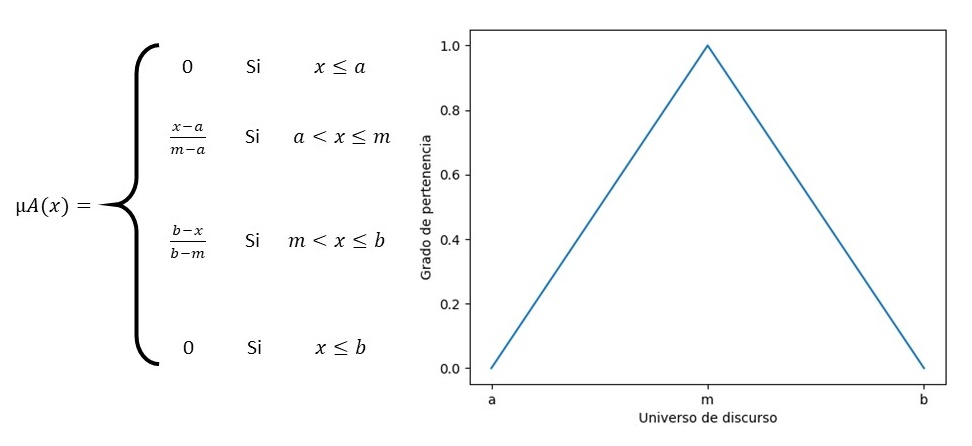 0 Si x ≤ a
x−a
m−a
Si a < x ≤ m
μA(x) =
b−x
b−m
Si m < x ≤ b
0 Si x ≤ b
Grado de pertenencia
1.0
0.8
0.6
0.4
0.2
0.0
a m b
Universo de discurso